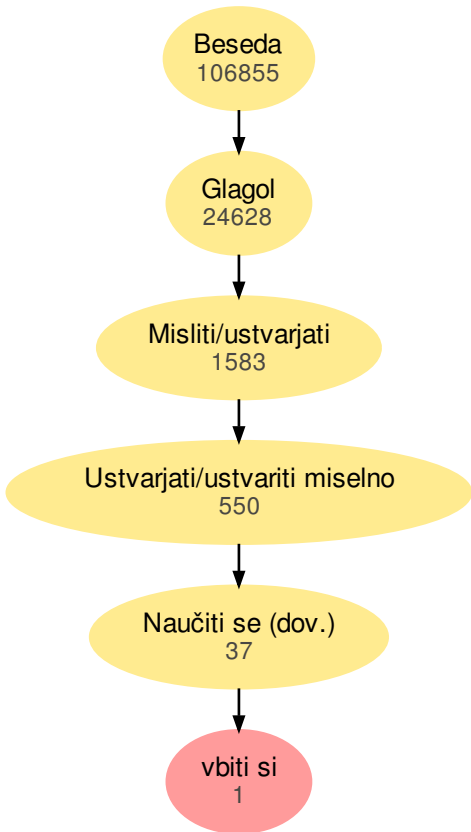 Beseda
106855
Glagol
24628
Misliti/ustvarjati
1583
Ustvarjati/ustvariti miselno
550
Naučiti se (dov.)
37
vbiti si
1